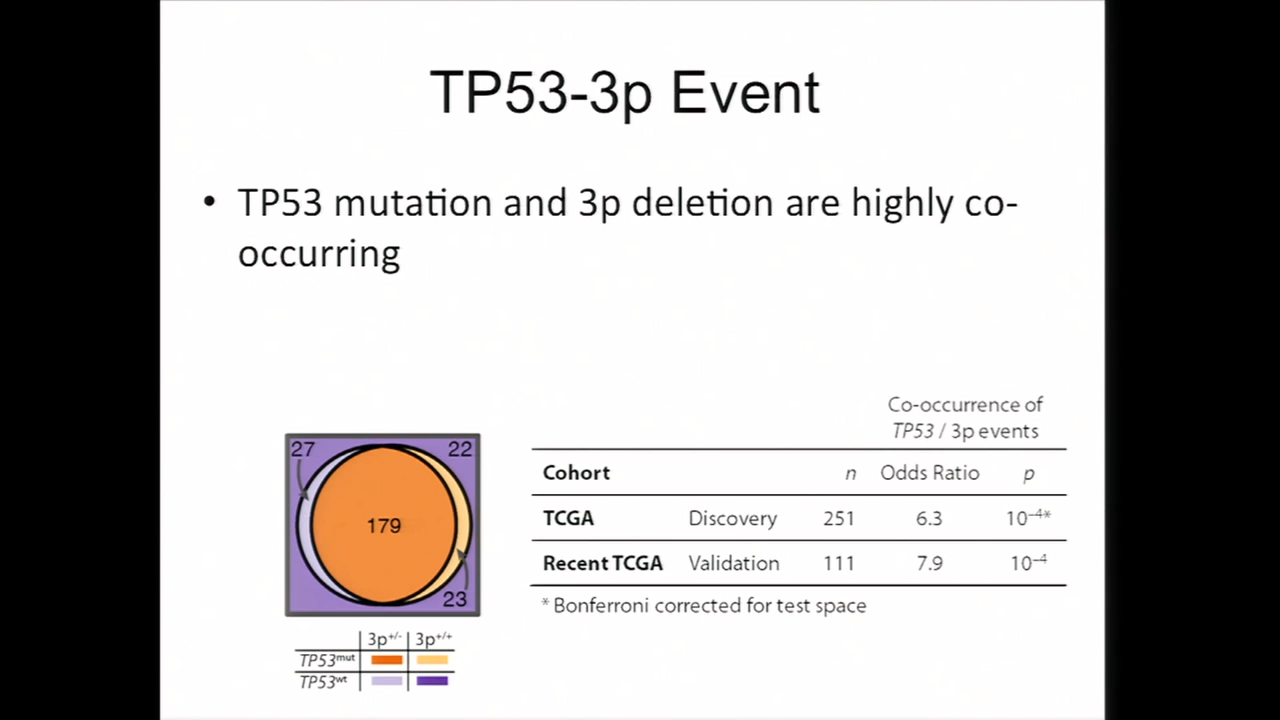 TP53-3p Event
• TP53 mutation and 3p deletion are highly co-
occurring
27
22
179
23
3p+/- 3p+/+
TP53mut
TP53wt
Co-occurrence of
TP53 / 3p events
Cohort n Odds Ratio p
TCGA Discovery 251 6.3 10–4*
Recent TCGA Validation 111 7.9 10–4
* Bonferroni corrected for test space